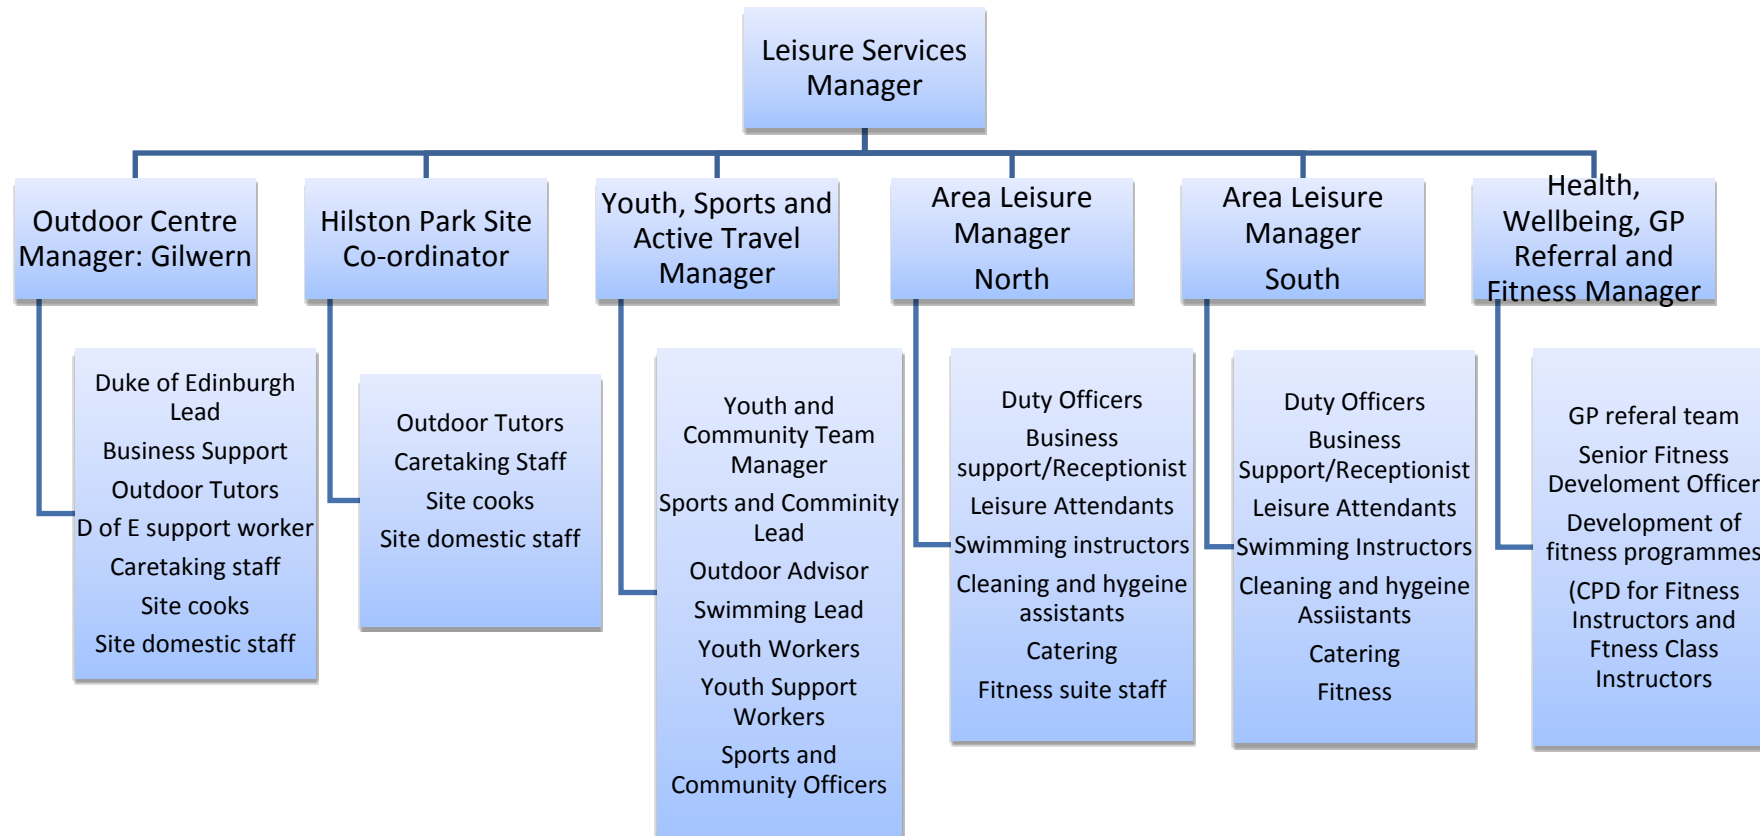 Leisure Services
Manager
Outdoor Centre
Manager: Gilwern
Hilston Park Site
Co-ordinator
Youth, Sports and
Active Travel
Manager
Area Leisure
Manager
North
Area Leisure
Manager
South
Health,
Wellbeing, GP
Referral and
Fitness Manager
Duke of Edinburgh
Lead
Business Support
Outdoor Tutors
D of E support worker
Caretaking staff
Site cooks
Site domestic staff
Outdoor Tutors
Caretaking Staff
Site cooks
Site domestic staff
Youth and
Community Team
Manager
Sports and Comminity
Lead
Outdoor Advisor
Swimming Lead
Youth Workers
Youth Support
Workers
Sports and
Community Officers
Duty Officers
Business
support/Receptionist
Leisure Attendants
Swimming instructors
Cleaning and hygeine
assistants
Catering
Fitness suite staff
Duty Officers
Business
Support/Receptionist
Leisure Attendants
Swimming Instructors
Cleaning and hygeine
Assiistants
Catering
Fitness
GP referal team
Senior Fitness
Develoment Officer
Development of
fitness programmes
(CPD for Fitness
Instructors and
Ftness Class
Instructors